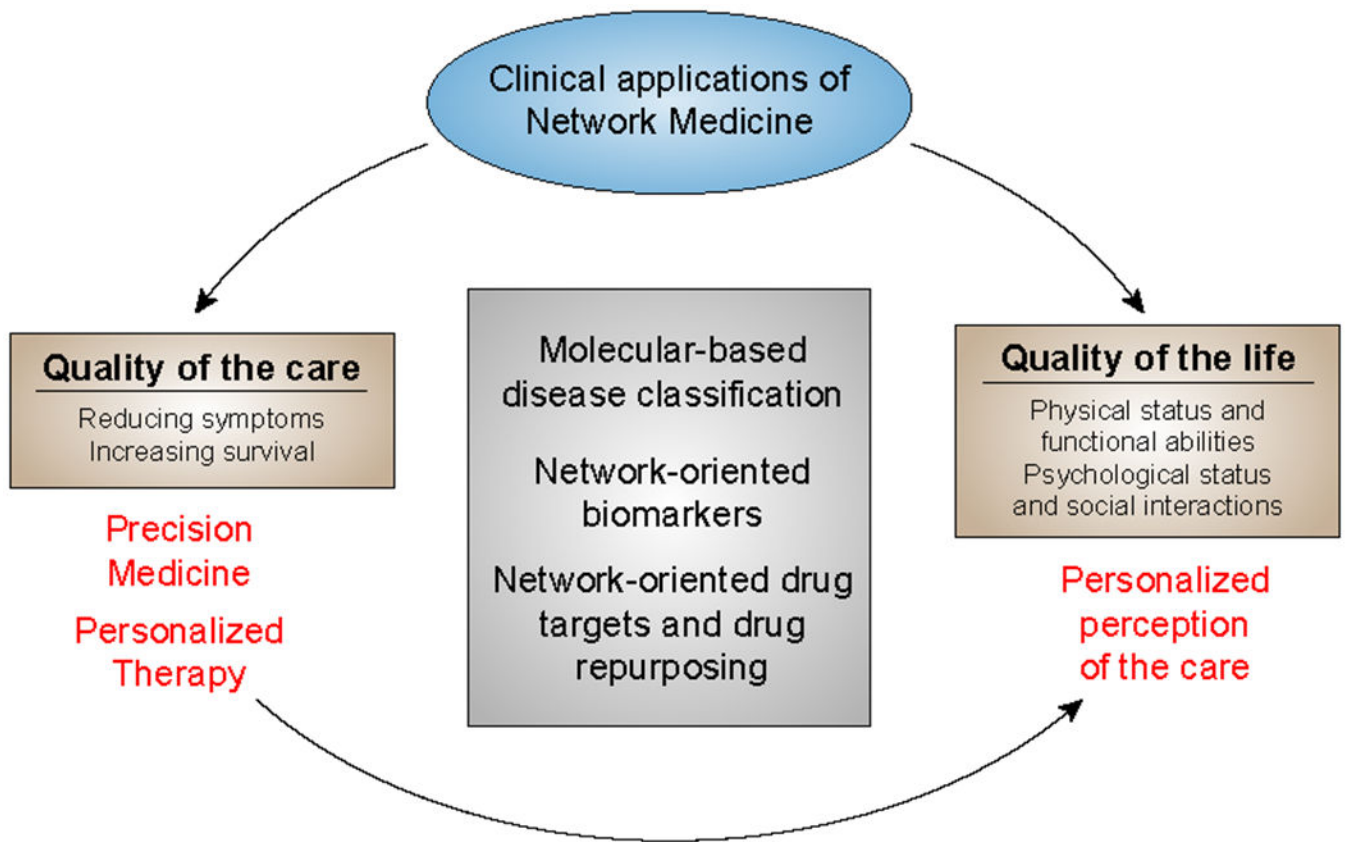 Clinical applications of
Network Medicine
Quality of the care
Reducing symptoms
Increasing survival
Precision
Medicine
Personalized
Therapy
Molecular-based
disease classification
Network-oriented
biomarkers
Network-oriented drug
targets and drug
repurposing
Quality of the life
Physical status and
functional abilities
Psychological status
and social interactions
Personalized
perception
of the care